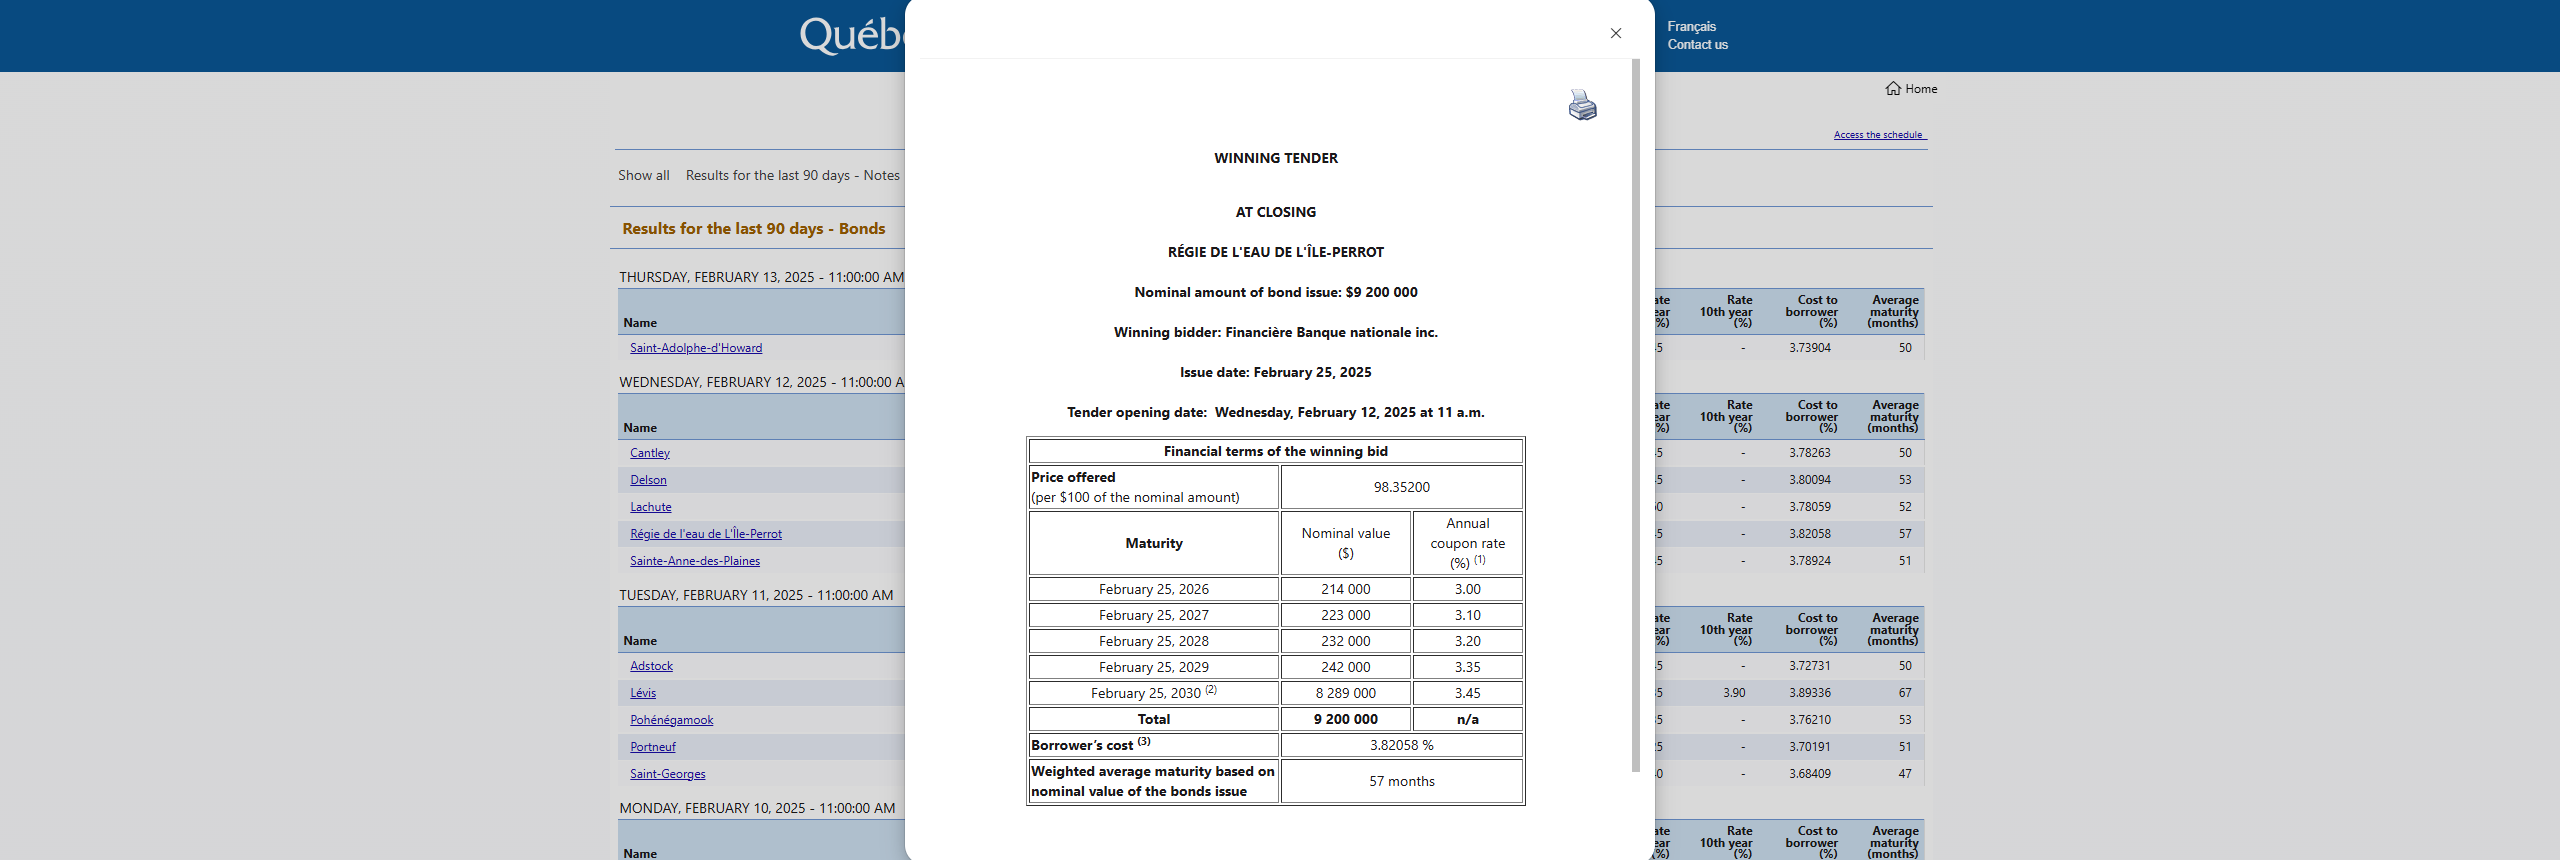 Québ
Français
Contact us
Home
Access the schedule
Show all Results for the last 90 days - Notes
Results for the last 90 days - Bonds
WINNING TENDER
AT CLOSING
RÉGIE DE L'EAU DE L'ÎLE-PERROT
Nominal amount of bond issue: $9 200 000
Winning bidder: Financière Banque nationale inc.
Issue date: February 25, 2025
Tender opening date: Wednesday, February 12, 2025 at 11 a.m.
Financial terms of the winning bid
Price offered
(per $100 of the nominal amount) 98.35200
Maturity Nominal value ($) Annual coupon rate (%) (1)
February 25, 2026 214 000 3.00
February 25, 2027 223 000 3.10
February 25, 2028 232 000 3.20
February 25, 2029 242 000 3.35
February 25, 2030 (2) 8 289 000 3.45
Total 9 200 000 n/a
Borrower’s cost (3) 3.82058 %
Weighted average maturity based on
nominal value of the bonds issue 57 months
THURSDAY, FEBRUARY 13, 2025 - 11:00:00 AM
Name ate ear %) Rate 10th year (%) Cost to borrower (%) Average maturity (months)
Saint-Adolphe-d'Howard 5 - 3.73904 50
WEDNESDAY, FEBRUARY 12, 2025 - 11:00:00 A
Name ate ear %) Rate 10th year (%) Cost to borrower (%) Average maturity (months)
Cantley 5 - 3.78263 50
Delson 5 - 3.80094 53
Lachute 0 - 3.78059 52
Régie de l'eau de L'Île-Perrot 5 - 3.82058 57
Sainte-Anne-des-Plaines 5 - 3.78924 51
TUESDAY, FEBRUARY 11, 2025 - 11:00:00 AM
Name ate ear %) Rate 10th year (%) Cost to borrower (%) Average maturity (months)
Adstock 5 - 3.72731 50
Lévis 5 3.90 3.89336 67
Pohénégamook 5 - 3.76210 53
Portneuf 5 - 3.70191 51
Saint-Georges 0 - 3.68409 47
MONDAY, FEBRUARY 10, 2025 - 11:00:00 AM
Name ate ear %) Rate 10th year (%) Cost to borrower (%) Average maturity (months)